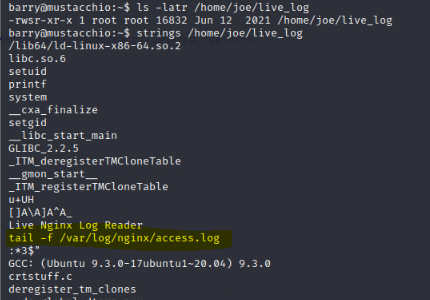 barry@mustacchio:~$ ls -latr /home/joe/live_log
-rwsr-xr-x 1 root root 16832 Jun 12  2021 /home/joe/live_log
barry@mustacchio:~$ strings /home/joe/live_log
/lib64/ld-linux-x86-64.so.2
libc.so.6
setuid
printf
system
__cxa_finalize
setgid
__libc_start_main
GLIBC_2.2.5
_ITM_deregisterTMCloneTable
__gmon_start__
_ITM_registerTMCloneTable
u+UH
[]A\A]A^A_
Live Nginx Log Reader
tail -f /var/log/nginx/access.log
:*3$"
GCC: (Ubuntu 9.3.0-17ubuntu1~20.04) 9.3.0
crtstuff.c
deregister_tm_clones